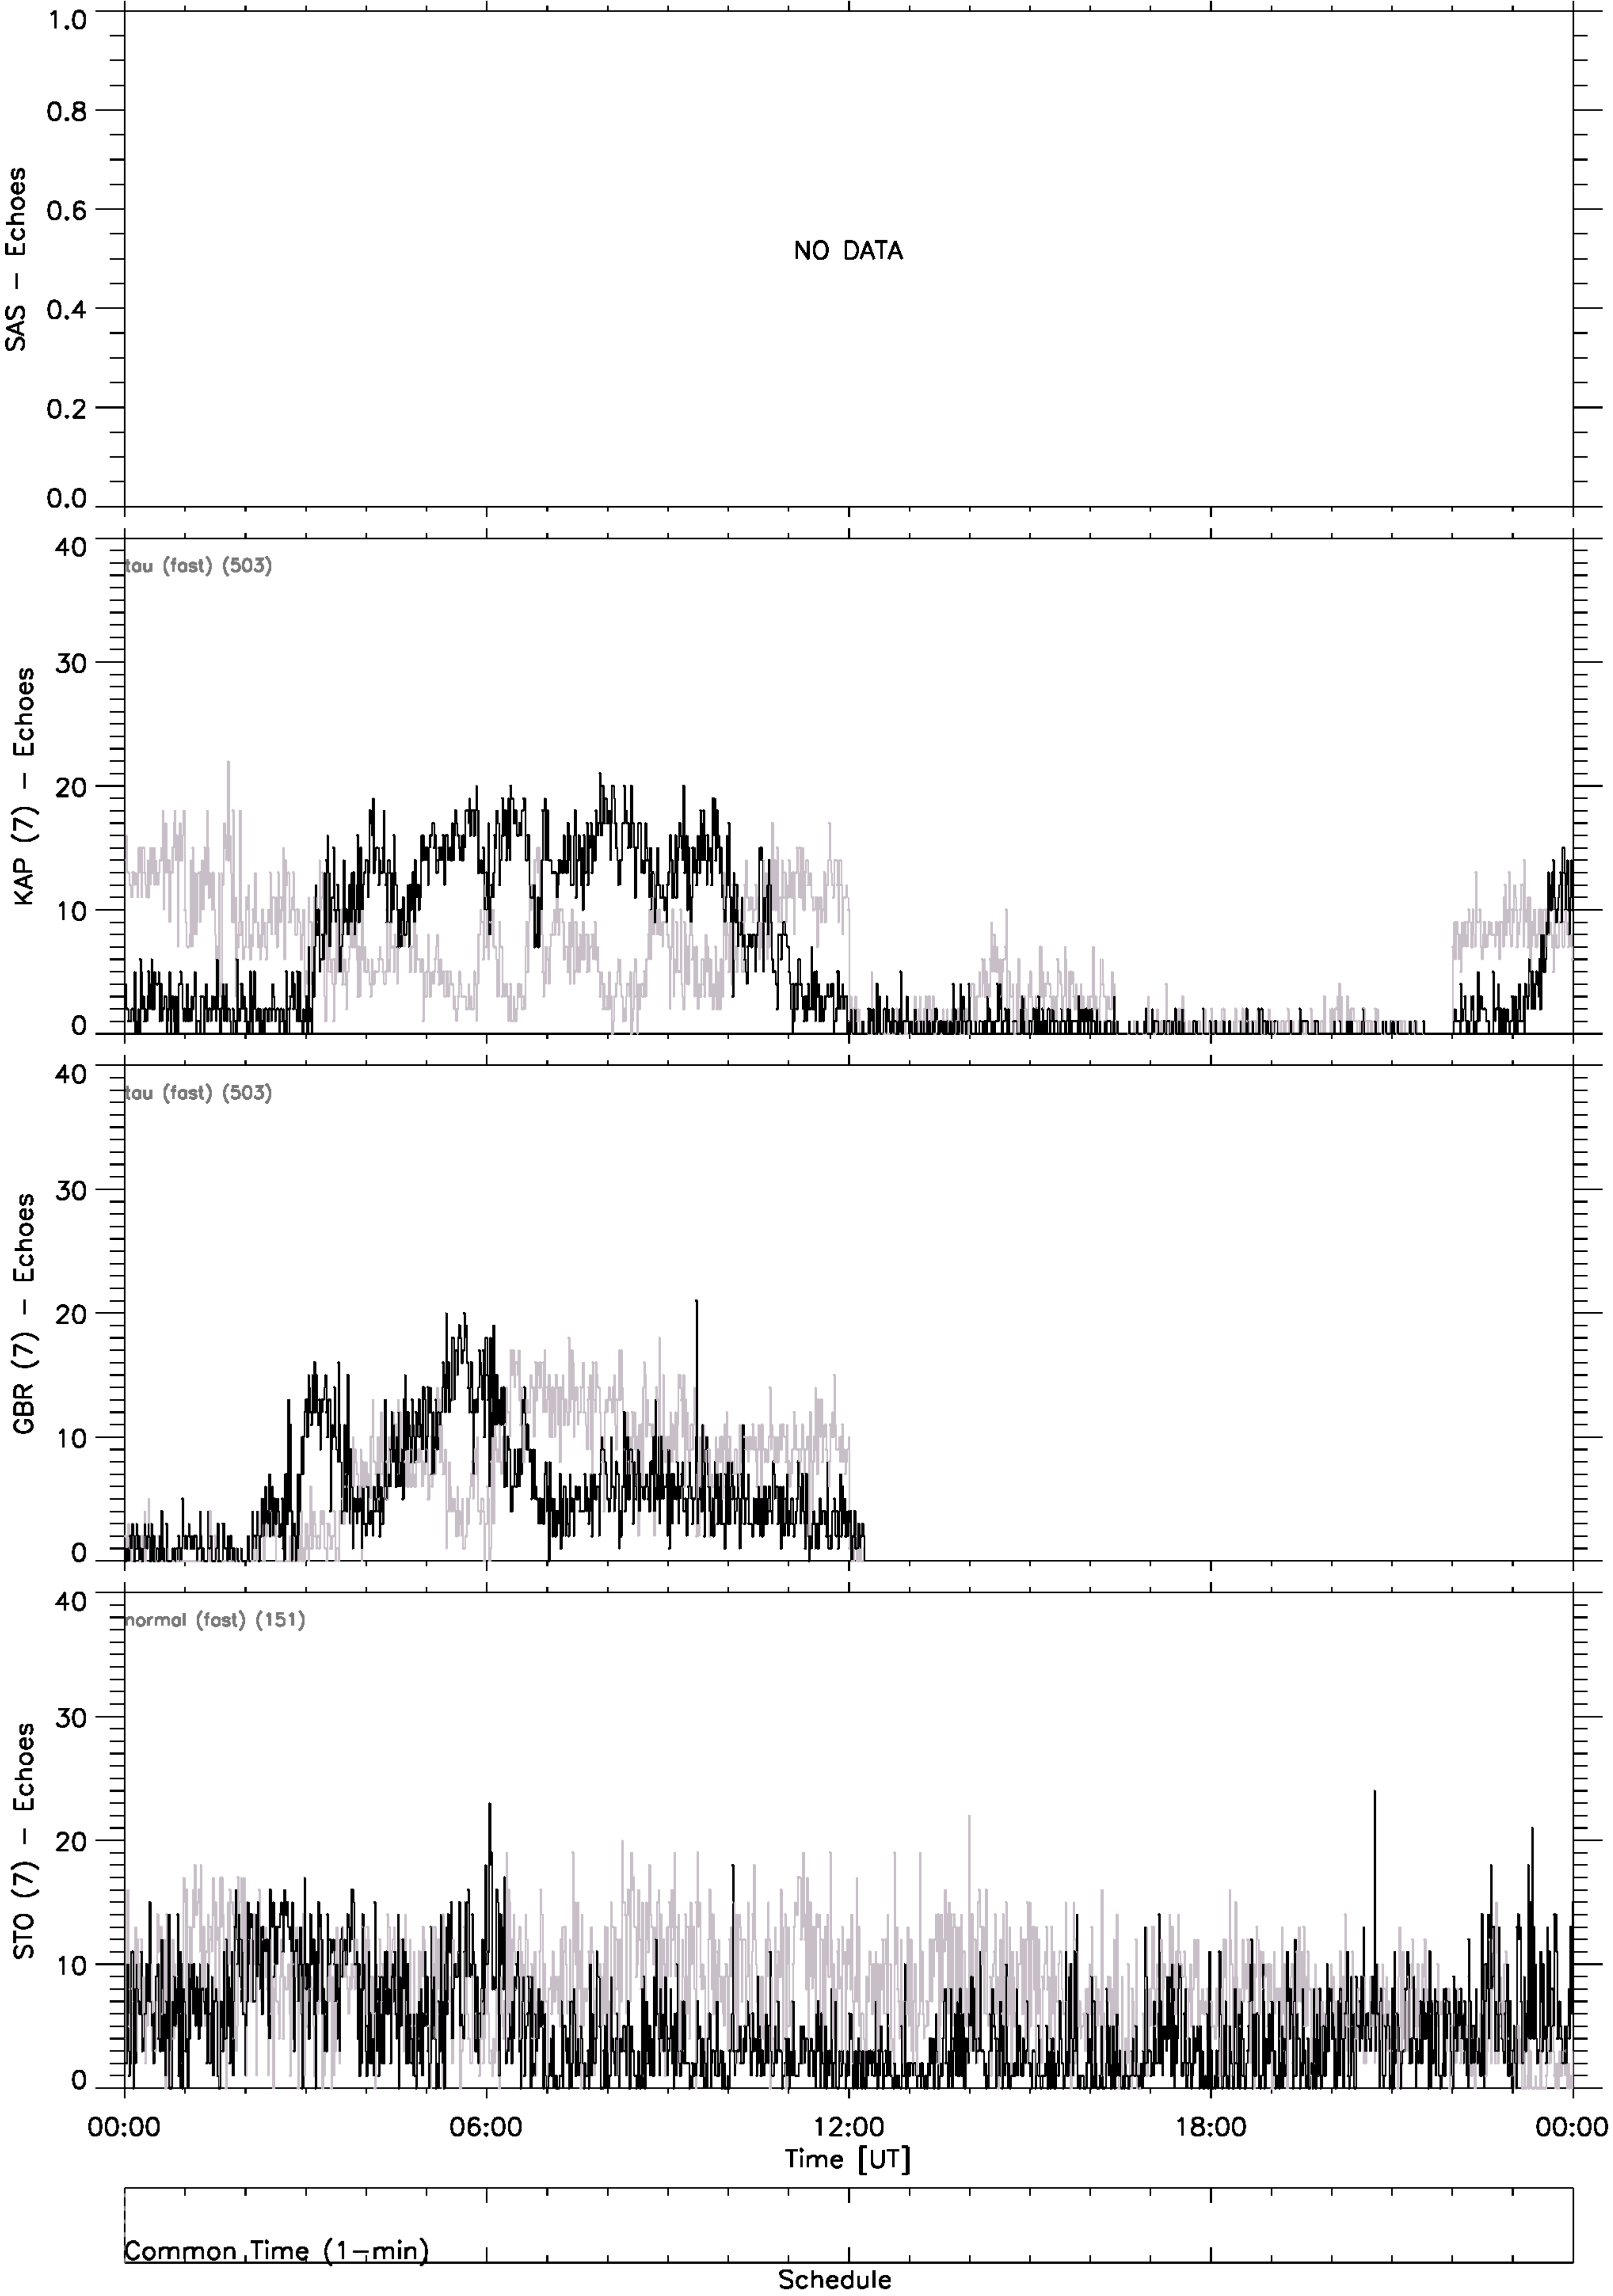 1.0
0.8
0.6
0.4
0.2
0.0
SAS − Echoes
NO DATA
40
30
20
10
0
KAP (7) − Echoes
tau (fast) (503)
40
30
20
10
0
GBR (7) − Echoes
tau (fast) (503)
40
30
20
10
0
STO (7) − Echoes
normal (fast) (151)
00:00 06:00 12:00 18:00 00:00
Time [UT]
Common Time (1−min)
Schedule